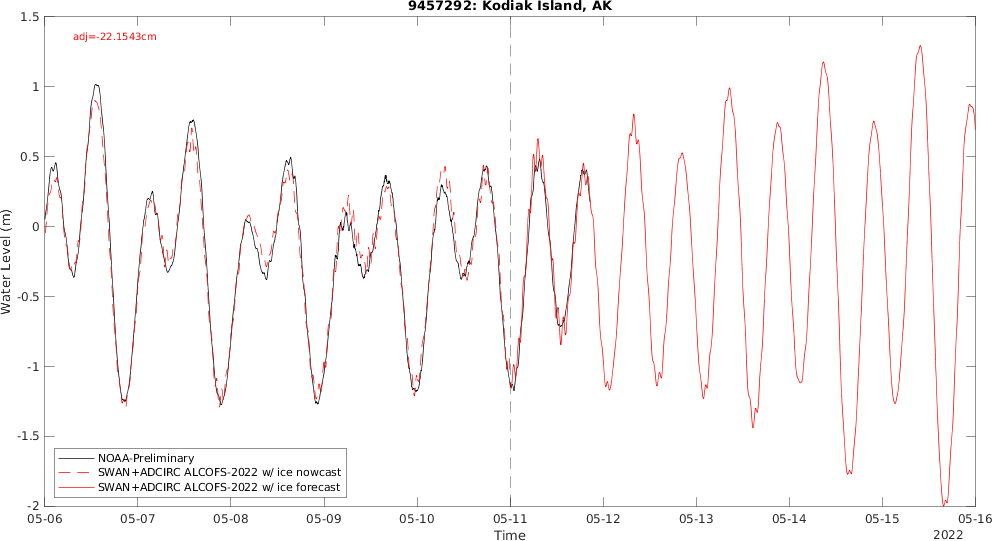 9457292: Kodiak Island, AK
adj=-22.1543cm
1.5
1
0.5
0
-0.5
-1
-1.5
-2
Water Level (m)
NOAA-Preliminary
SWAN+ADCIRC ALCOFS-2022 w/ ice nowcast
SWAN+ADCIRC ALCOFS-2022 w/ ice forecast
05-06 05-07 05-08 05-09 05-10 05-11 05-12 05-13 05-14 05-15 05-16
Time
2022